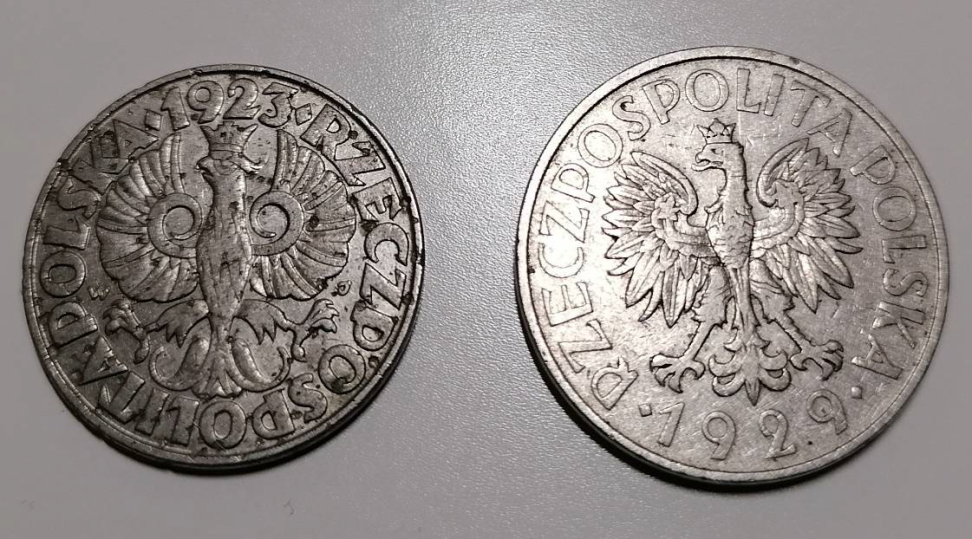 1923 · RZECZPOSPOLITA POLSKA ·
RZECZPOSPOLITA POLSKA
· 1929 ·